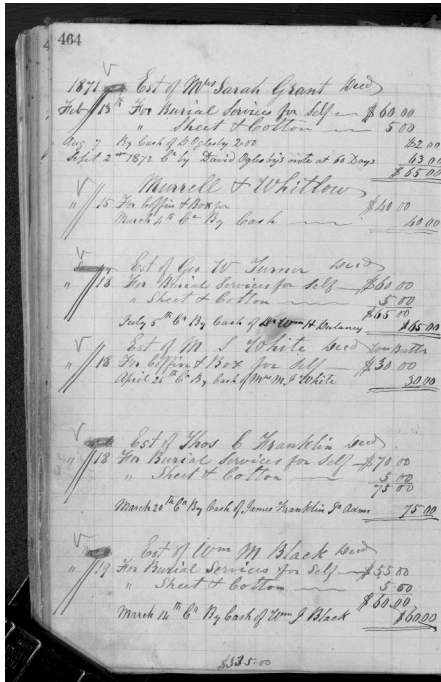 464
1871 Est of Mrs Sarah Grant Decd
Feb 13th For Burial Services for Self $60.00
" Sheet & Cotton 5.00
Aug 7 By Cash of D Oglesby 2.00
Sept 2nd 1872 Cr by David Oglesby's note at 60 Days 63.00
$65.00
Murrell & Whitlow
" 15 For Coffin & Box for $40.00
March 4th Cr By Cash 40.00
Est of Geo W Turner Decd
" 18 For Burial Services for Self $60.00
" Sheet & Cotton 5.00
$65.00
July 5th Cr By Cash of Wm H $65.00
Est of M S White Decd
" 18 For Coffin & Box for Self $30.00
April 25th Cr By Cash of Mrs M J White 30.00
Est of Thos C Franklin Decd
" 18 For Burial Services for Self $70.00
" Sheet & Cotton 5.00
75.00
March 20th Cr By Cash of James Franklin Jr Admr 75.00
Est of Wm M Black Decd
" 19 For Burial Services for Self $55.00
" Sheet & Cotton 5.00
$60.00
March 14th Cr By Cash of Wm J Black $60.00
$335.00